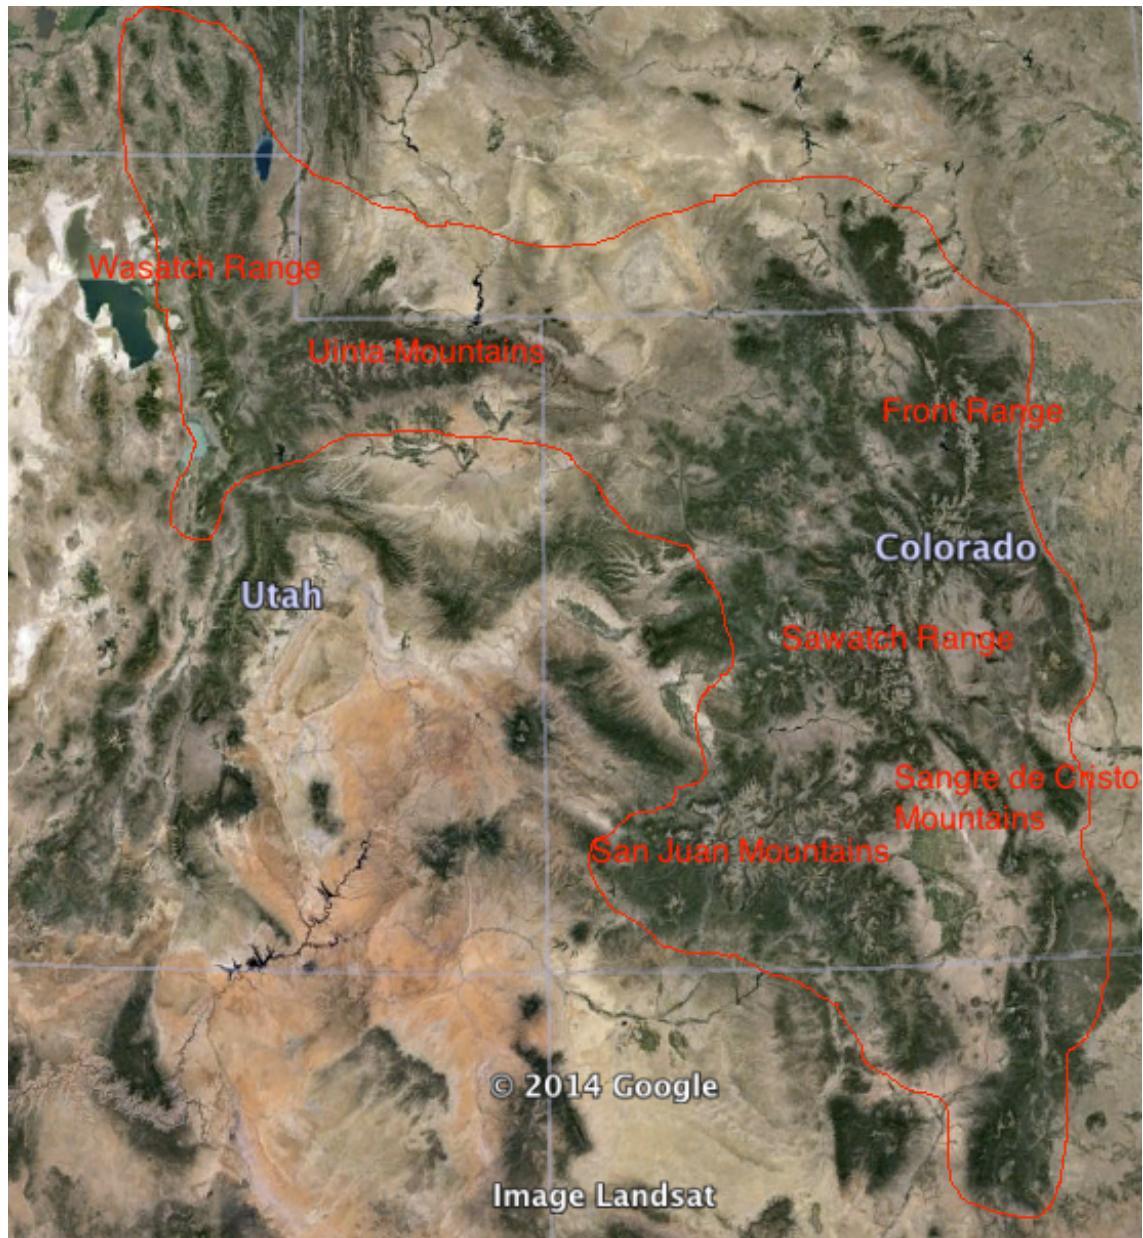 Wasatch Range
Uinta Mountains
Front Range
Colorado
Utah
Sawatch Range
Sangre de Cristo
Mountains
San Juan Mountains
© 2014 Google
Image Landsat